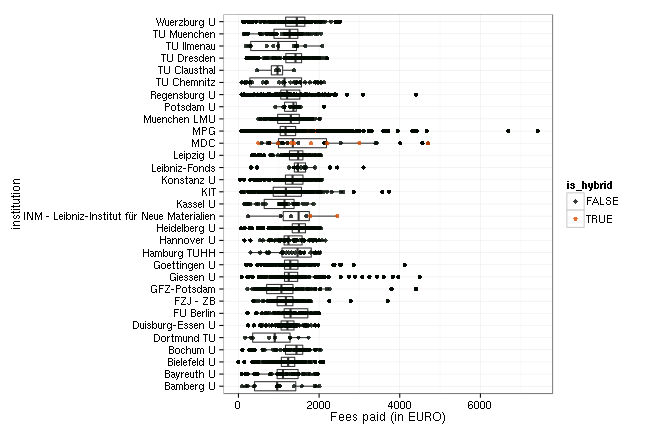 Wuerzburg U
TU Muenchen
TU Ilmenau
TU Dresden
TU Clausthal
TU Chemnitz
Regensburg U
Potsdam U
Muenchen LMU
MPG
MDC
Leipzig U
Leibniz-Fonds
Konstanz U
KIT
Kassel U
INM - Leibniz-Institut für Neue Materialien
Heidelberg U
Hannover U
Hamburg TUHH
Goettingen U
Giessen U
GFZ-Potsdam
FZJ - ZB
FU Berlin
Duisburg-Essen U
Dortmund TU
Bochum U
Bielefeld U
Bayreuth U
Bamberg U
institution
0 2000 4000 6000
Fees paid (in EURO)
is_hybrid
FALSE
TRUE